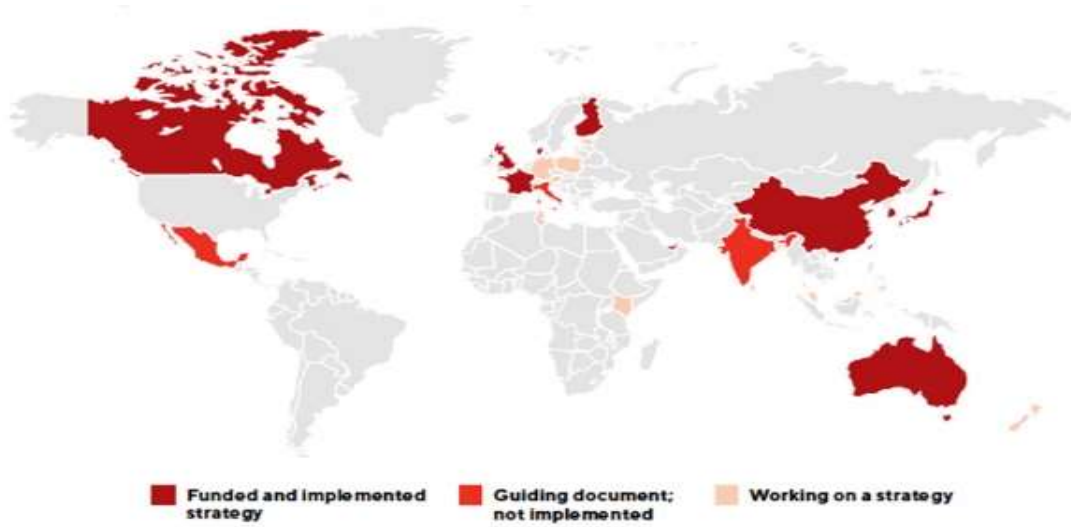 Funded and implemented
strategy
Guiding document;
not implemented
Working on a strategy